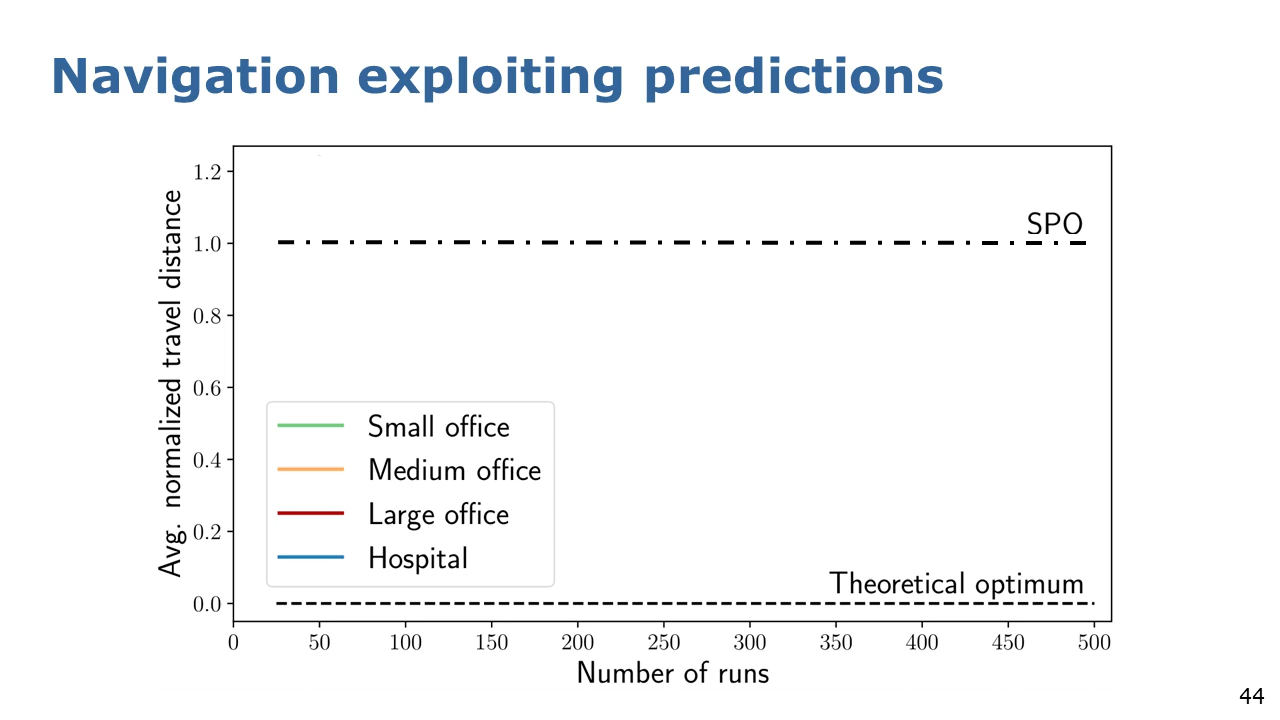 Navigation exploiting predictions
Avg. normalized travel distance
1.2
1.0
0.8
0.6
0.4
0.2
0.0
SPO
Small office
Medium office
Large office
Hospital
Theoretical optimum
0 50 100 150 200 250 300 350 400 450 500
Number of runs
44